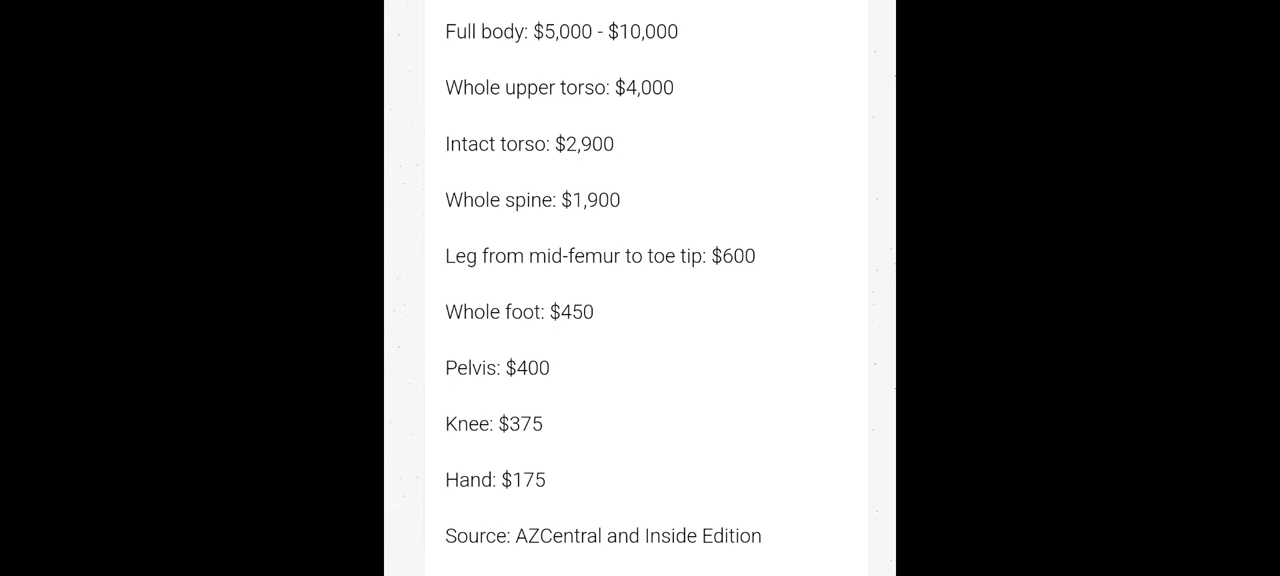 Full body: $5,000 - $10,000
Whole upper torso: $4,000
Intact torso: $2,900
Whole spine: $1,900
Leg from mid-femur to toe tip: $600
Whole foot: $450
Pelvis: $400
Knee: $375
Hand: $175
Source: AZCentral and Inside Edition